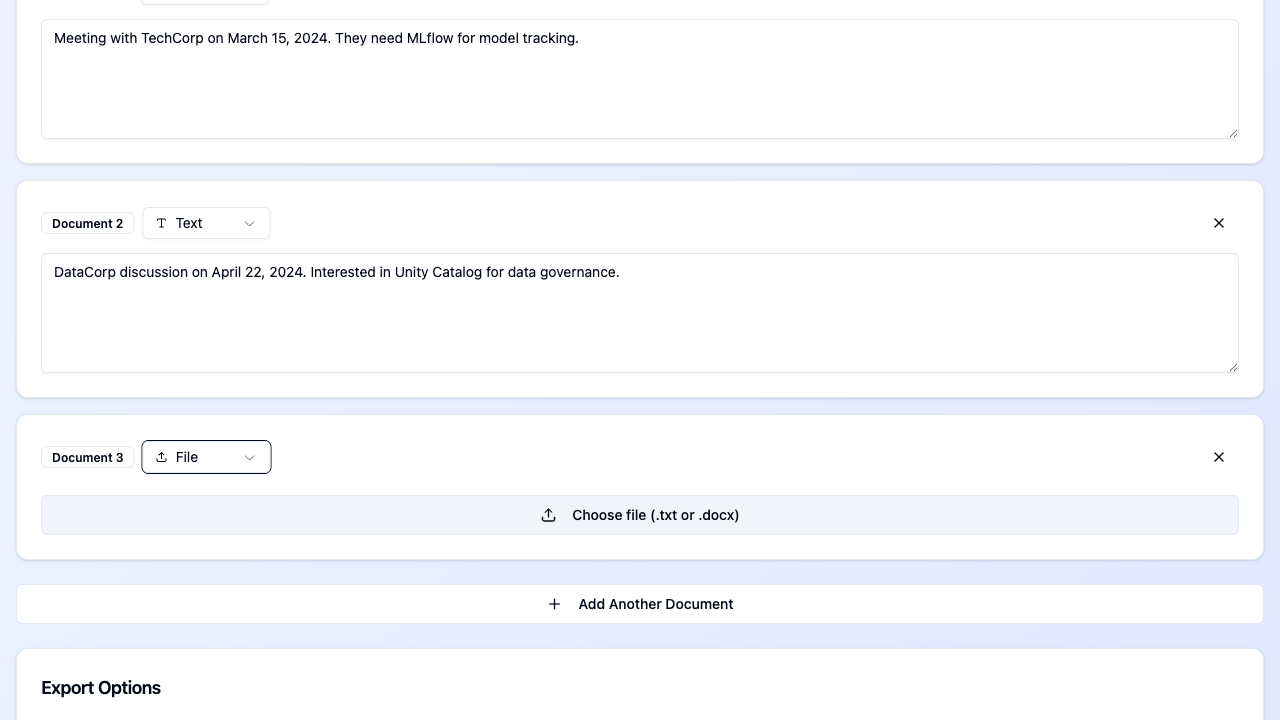 Meeting with TechCorp on March 15, 2024. They need MLflow for model tracking.
Document 2 Text
DataCorp discussion on April 22, 2024. Interested in Unity Catalog for data governance.
Document 3 File
Choose file (.txt or .docx)
Add Another Document
Export Options